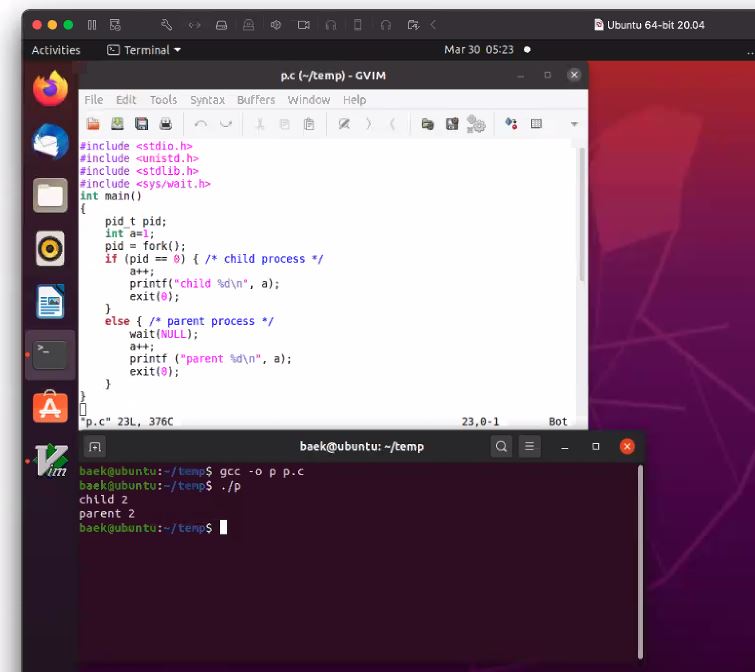 Ubuntu 64-bit 20.04
Activities Terminal Mar 30 05:23
p.c (~/temp) - GVIM
File Edit Tools Syntax Buffers Window Help
#include <stdio.h>
#include <unistd.h>
#include <stdlib.h>
#include <sys/wait.h>
int main()
{
    pid_t pid;
    int a=1;
    pid = fork();
    if (pid == 0) { /* child process */
        a++;
        printf("child %d\n", a);
        exit(0);
    }
    else { /* parent process */
        wait(NULL);
        a++;
        printf ("parent %d\n", a);
        exit(0);
    }
}
"p.c" 23L, 376C 23,0-1 Bot
baek@ubuntu: ~/temp
baek@ubuntu:~/temp$ gcc -o p p.c
baek@ubuntu:~/temp$ ./p
child 2
parent 2
baek@ubuntu:~/temp$
Vim